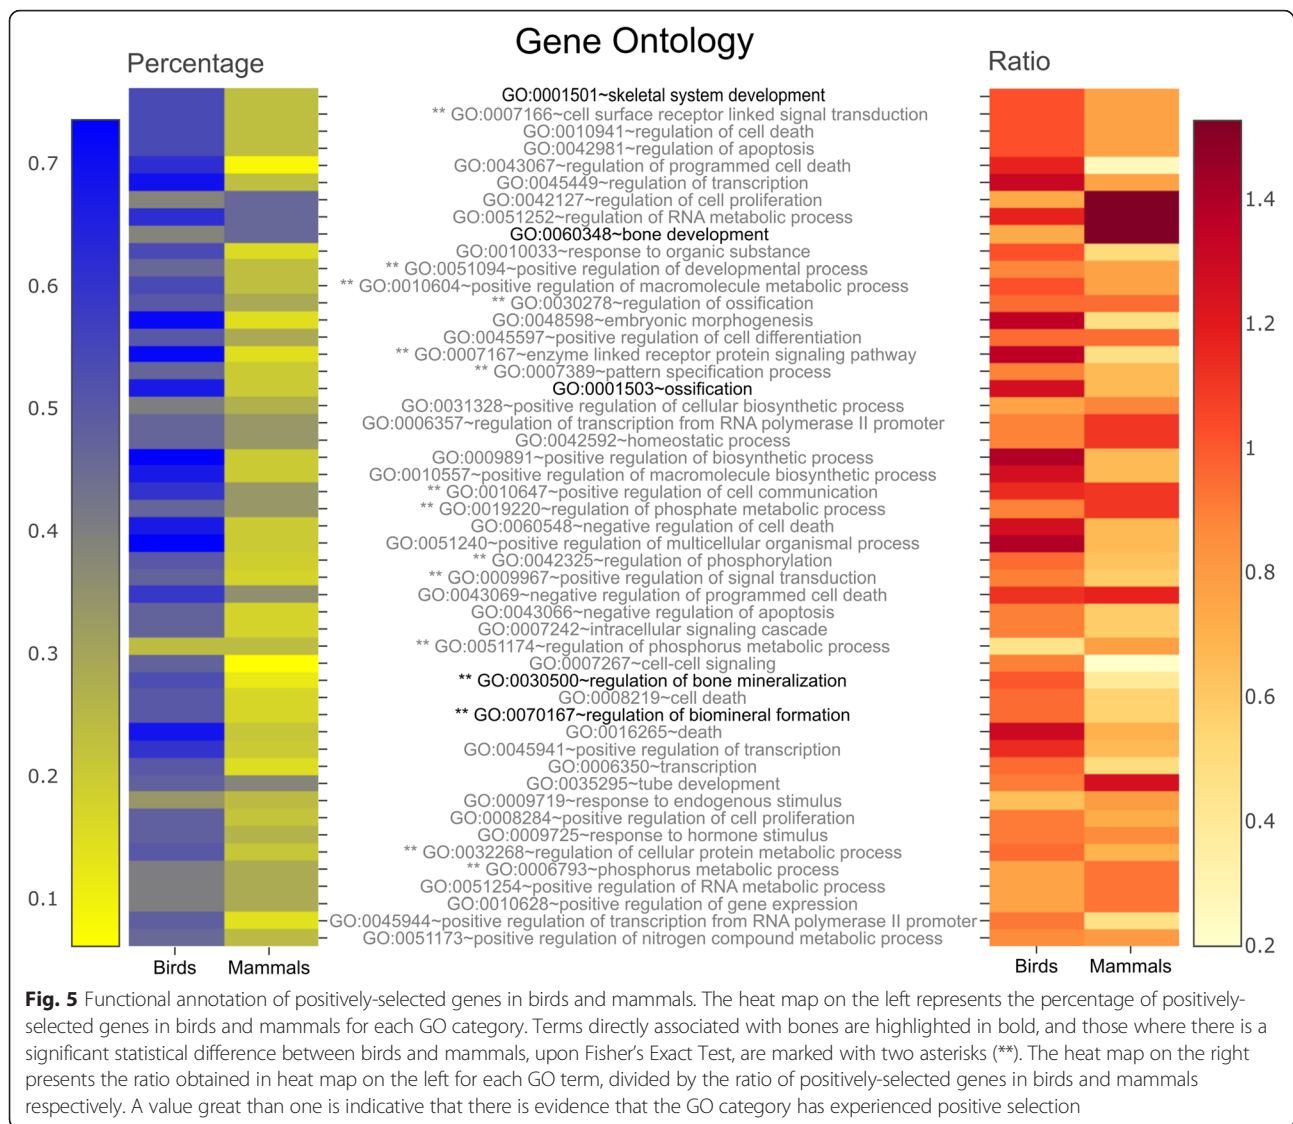 Gene Ontology
Percentage
Ratio
0.7
0.6
0.5
0.4
0.3
0.2
0.1
GO:0001501~skeletal system development
** GO:0007166~cell surface receptor linked signal transduction
GO:0010941~regulation of cell death
GO:0042981~regulation of apoptosis
GO:0043067~regulation of programmed cell death
GO:0045449~regulation of transcription
GO:0042127~regulation of cell proliferation
GO:0051252~regulation of RNA metabolic process
GO:0060348~bone development
GO:0010033~response to organic substance
** GO:0051094~positive regulation of developmental process
** GO:0010604~positive regulation of macromolecule metabolic process
** GO:0030278~regulation of ossification
GO:0048598~embryonic morphogenesis
GO:0045597~positive regulation of cell differentiation
** GO:0007167~enzyme linked receptor protein signaling pathway
** GO:0007389~pattern specification process
GO:0001503~ossification
GO:0031328~positive regulation of cellular biosynthetic process
GO:0006357~regulation of transcription from RNA polymerase II promoter
GO:0042592~homeostatic process
GO:0009891~positive regulation of biosynthetic process
GO:0010557~positive regulation of macromolecule biosynthetic process
** GO:0010647~positive regulation of cell communication
** GO:0019220~regulation of phosphate metabolic process
GO:0060548~negative regulation of cell death
GO:0051240~positive regulation of multicellular organismal process
** GO:0042325~regulation of phosphorylation
** GO:0009967~positive regulation of signal transduction
GO:0043069~negative regulation of programmed cell death
GO:0043066~negative regulation of apoptosis
GO:0007242~intracellular signaling cascade
** GO:0051174~regulation of phosphorus metabolic process
GO:0007267~cell-cell signaling
** GO:0030500~regulation of bone mineralization
GO:0008219~cell death
** GO:0070167~regulation of biomineral formation
GO:0016265~death
GO:0045941~positive regulation of transcription
GO:0006350~transcription
GO:0035295~tube development
GO:0009719~response to endogenous stimulus
GO:0008284~positive regulation of cell proliferation
GO:0009725~response to hormone stimulus
** GO:0032268~regulation of cellular protein metabolic process
** GO:0006793~phosphorus metabolic process
GO:0051254~positive regulation of RNA metabolic process
GO:0010628~positive regulation of gene expression
GO:0045944~positive regulation of transcription from RNA polymerase II promoter
GO:0051173~positive regulation of nitrogen compound metabolic process
1.4
1.2
1
0.8
0.6
0.4
0.2
Birds Mammals
Birds Mammals
Fig. 5 Functional annotation of positively-selected genes in birds and mammals. The heat map on the left represents the percentage of positively-
selected genes in birds and mammals for each GO category. Terms directly associated with bones are highlighted in bold, and those where there is a
significant statistical difference between birds and mammals, upon Fisher's Exact Test, are marked with two asterisks (**). The heat map on the right
presents the ratio obtained in heat map on the left for each GO term, divided by the ratio of positively-selected genes in birds and mammals
respectively. A value great than one is indicative that there is evidence that the GO category has experienced positive selection